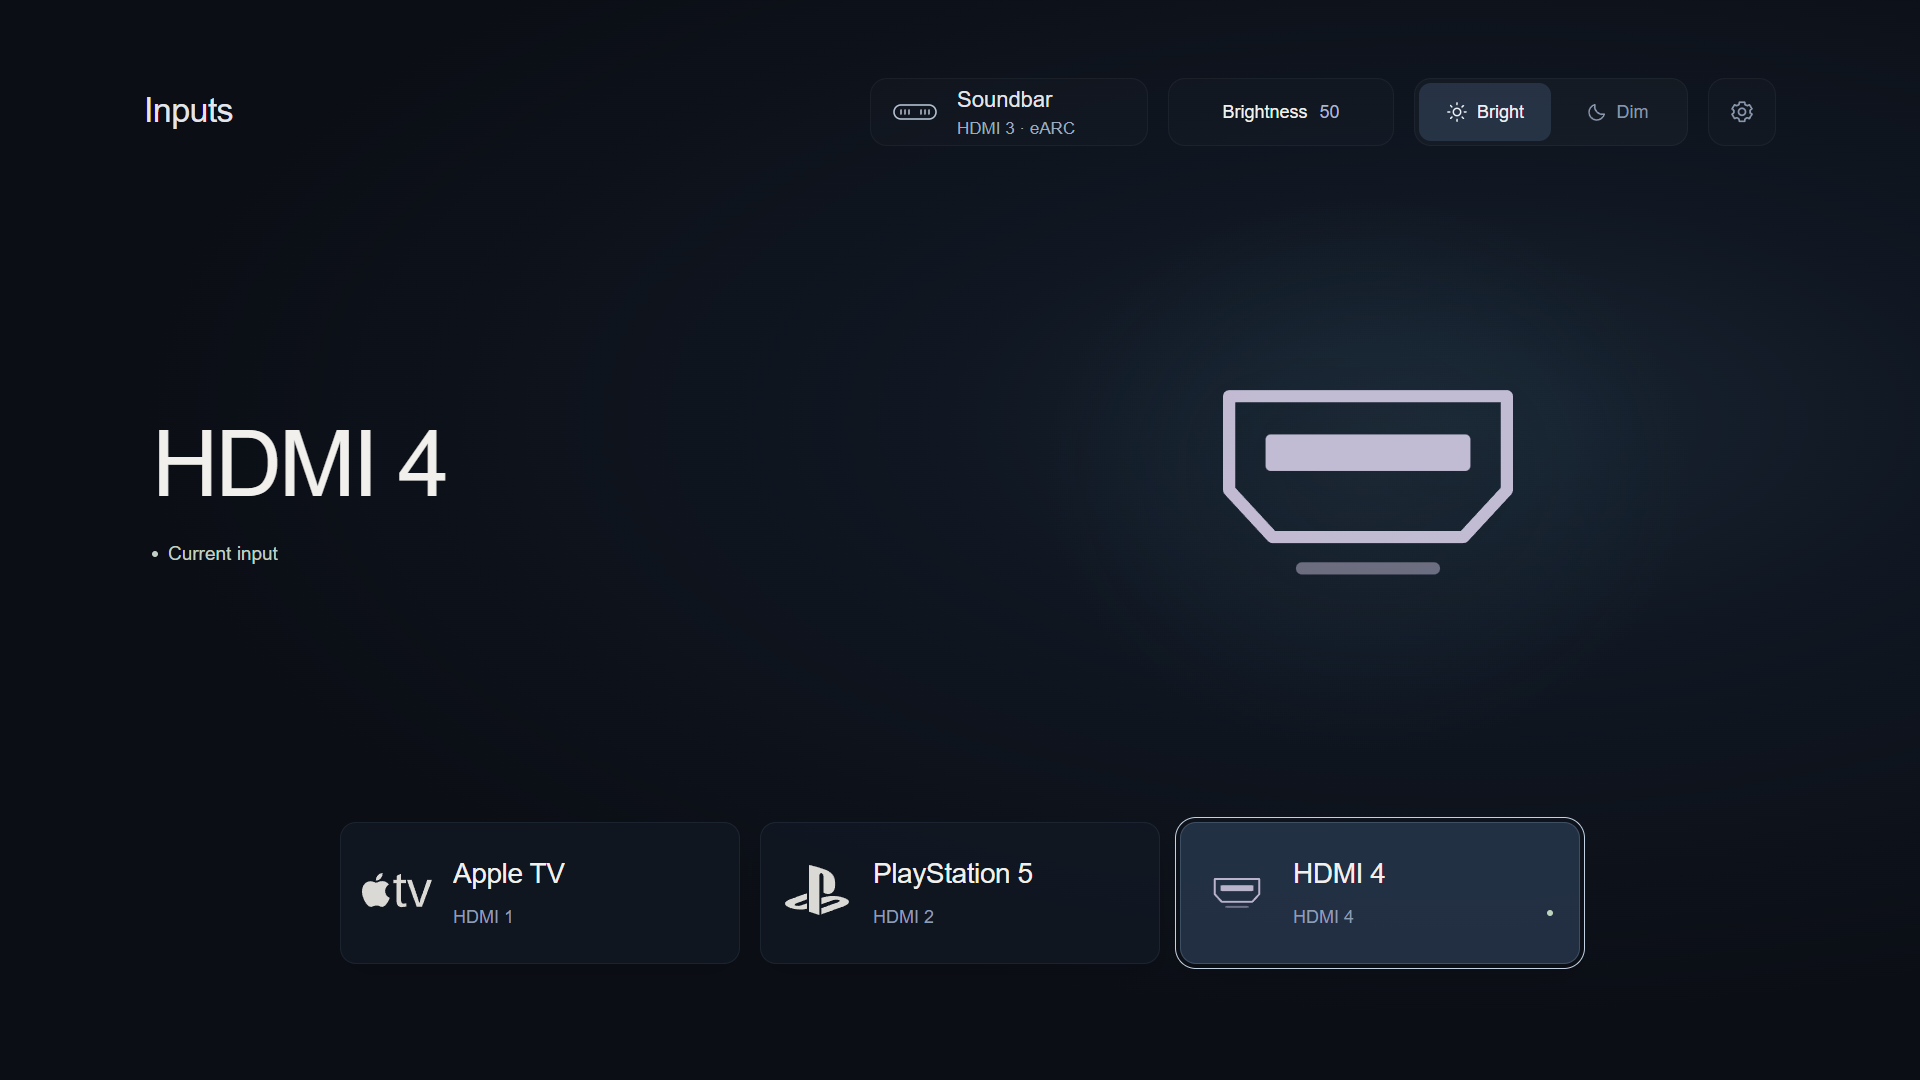 Inputs
Soundbar
HDMI 3 · eARC
Brightness 50
Bright
Dim
HDMI 4
• Current input
tv
Apple TV
HDMI 1
PlayStation 5
HDMI 2
HDMI 4
HDMI 4